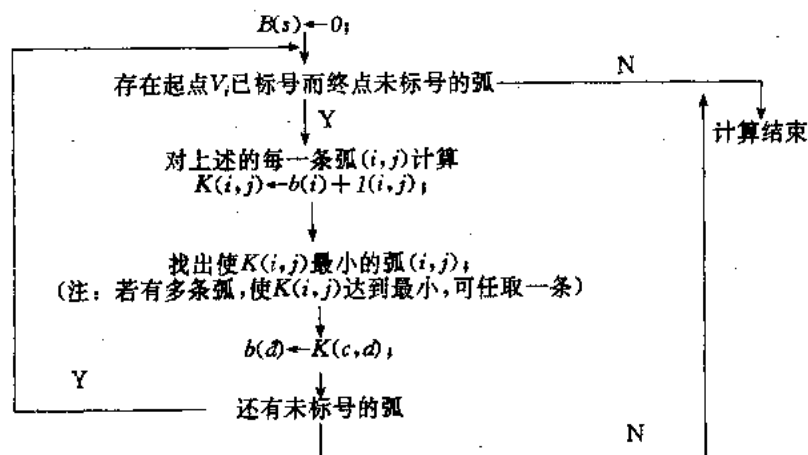 B(s)←0;
存在起点Vᵢ已标号而终点未标号的弧
N
Y
计算结束
对上述的每一条弧(i,j)计算
K(i,j)←b(i)+1(i,j);
找出使K(i,j)最小的弧(i,j);
(注：若有多条弧,使K(i,j)达到最小,可任取一条)
b(d)←K(c,d);
Y
还有未标号的弧
N